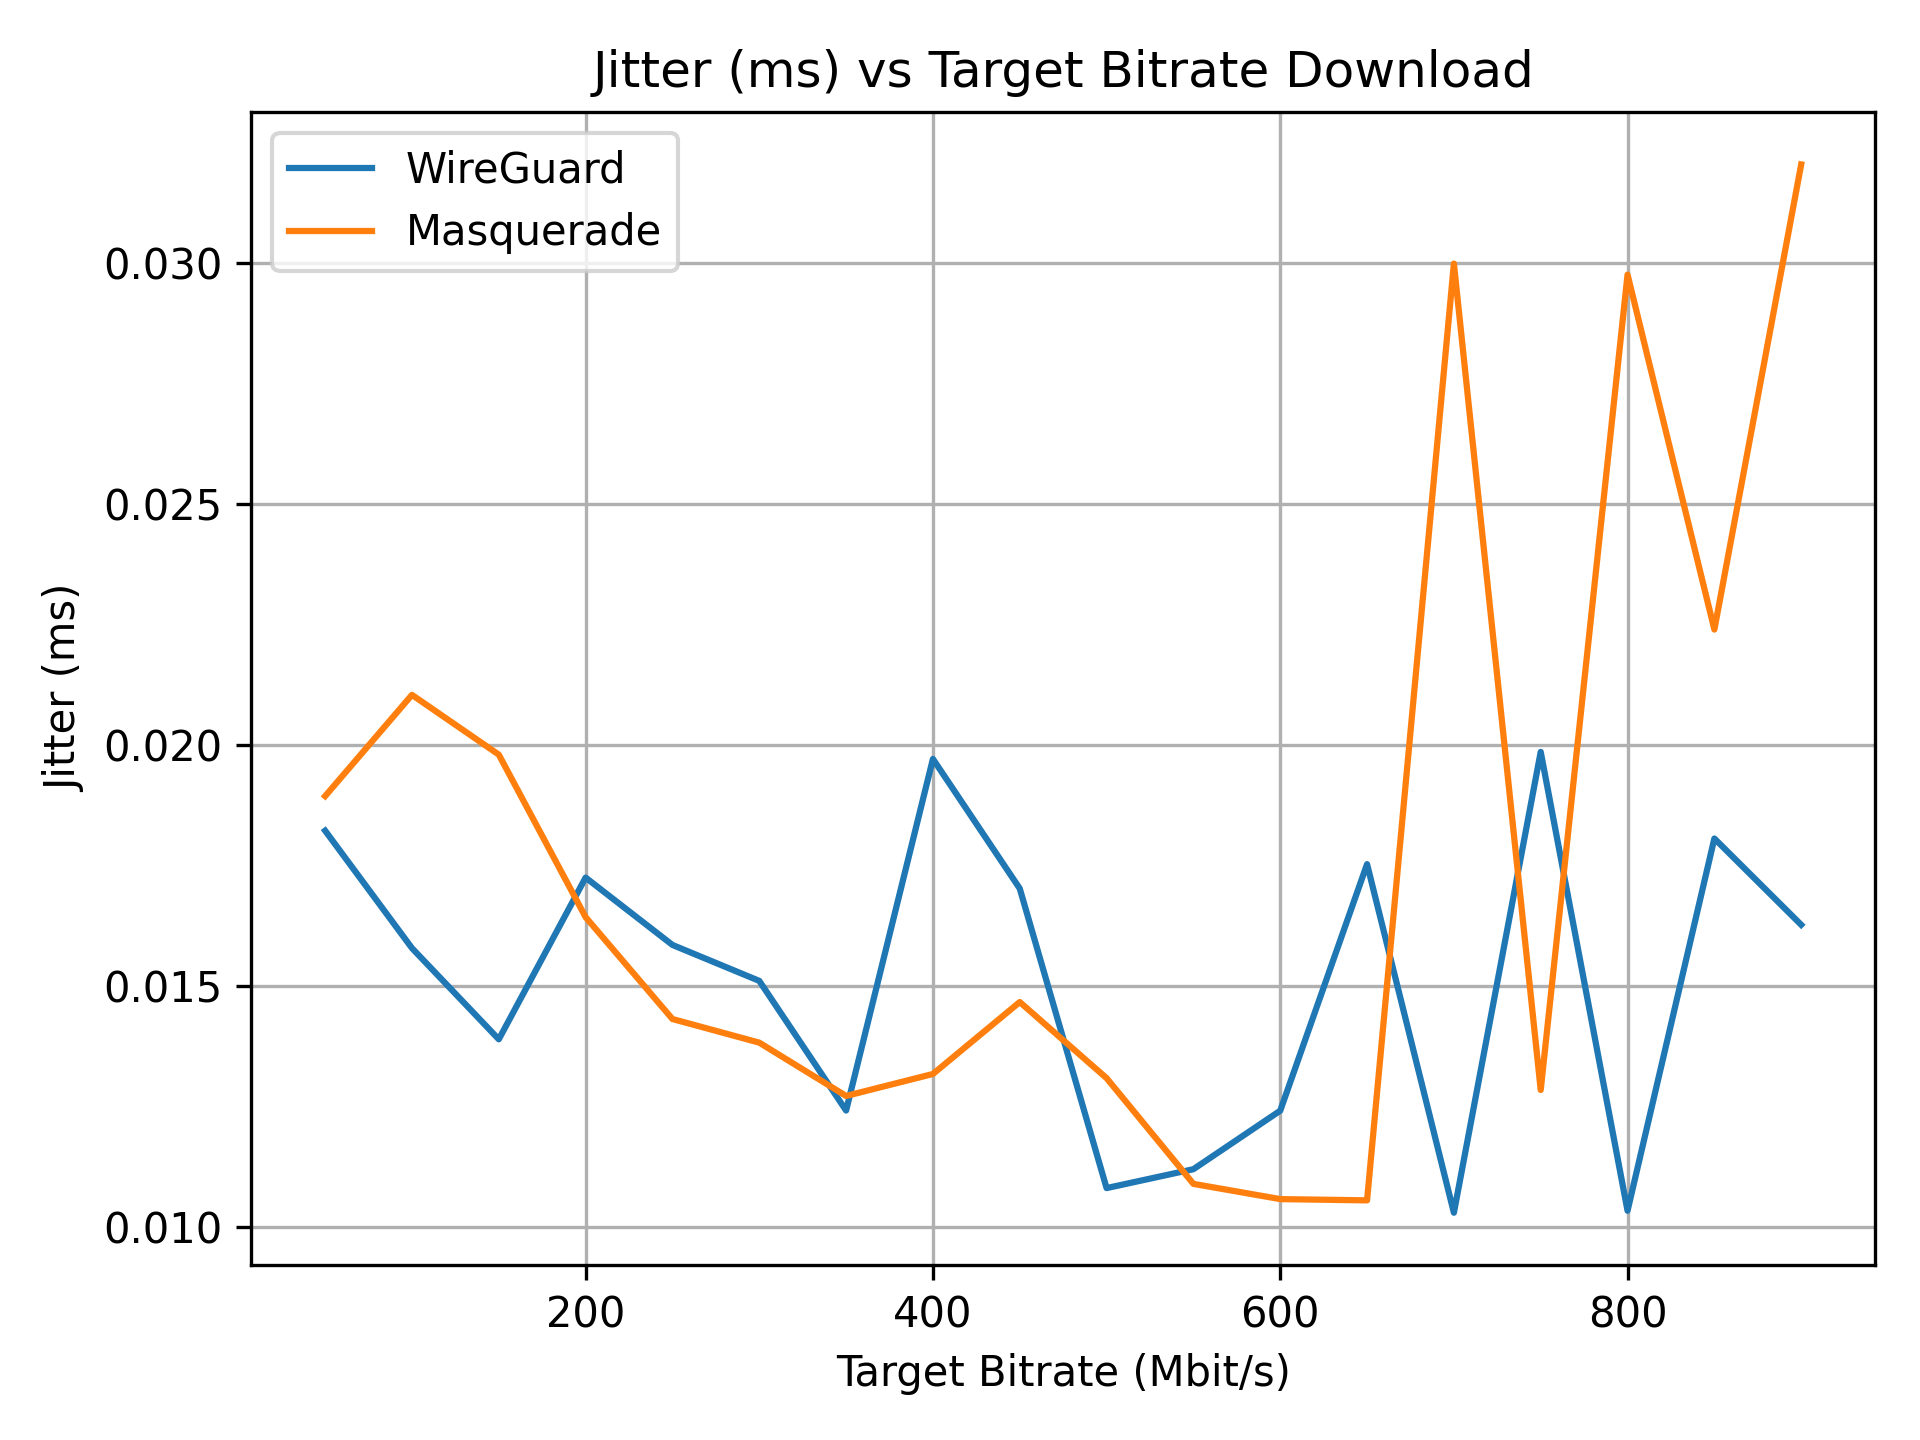 Jitter (ms) vs Target Bitrate Download
WireGuard
Masquerade
0.030
0.025
0.020
0.015
0.010
Jitter (ms)
200 400 600 800
Target Bitrate (Mbit/s)